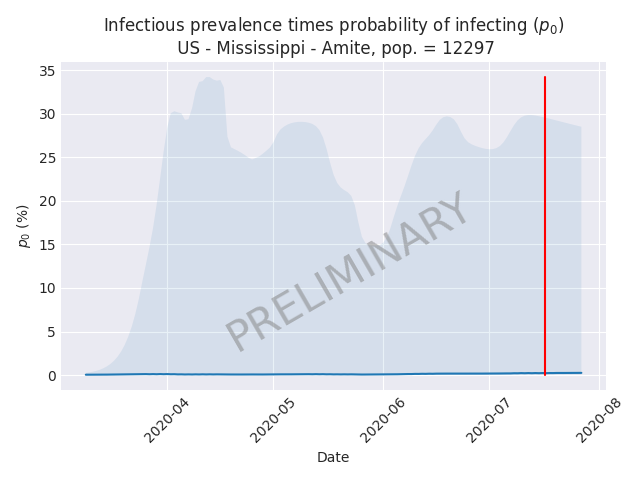 Infectious prevalence times probability of infecting (p₀)
US - Mississippi - Amite, pop. = 12297
35
30
25
20
15
10
5
0
p₀ (%)
PRELIMINARY
2020-04
2020-05
2020-06
2020-07
2020-08
Date